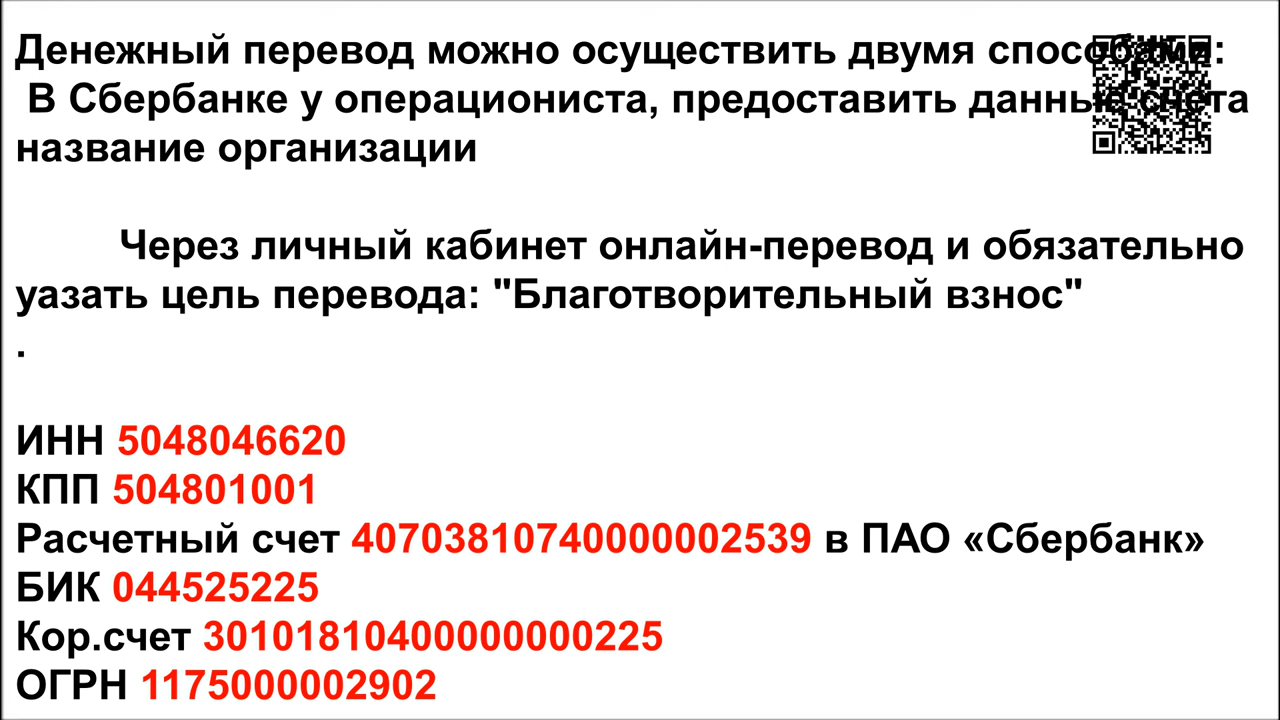 Денежный перевод можно осуществить двумя способами:
В Сбербанке у операциониста, предоставить данные счета
название организации
Через личный кабинет онлайн-перевод и обязательно
уазать цель перевода: "Благотворительный взнос"
.
ИНН 5048046620
КПП 504801001
Расчетный счет 40703810740000002539 в ПАО «Сбербанк»
БИК 044525225
Кор.счет 30101810400000000225
ОГРН 1175000002902